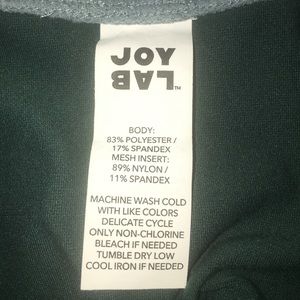 JOY
LAB™
BODY:
83% POLYESTER /
17% SPANDEX
MESH INSERT:
89% NYLON /
11% SPANDEX
MACHINE WASH COLD
WITH LIKE COLORS
DELICATE CYCLE
ONLY NON-CHLORINE
BLEACH IF NEEDED
TUMBLE DRY LOW
COOL IRON IF NEEDED